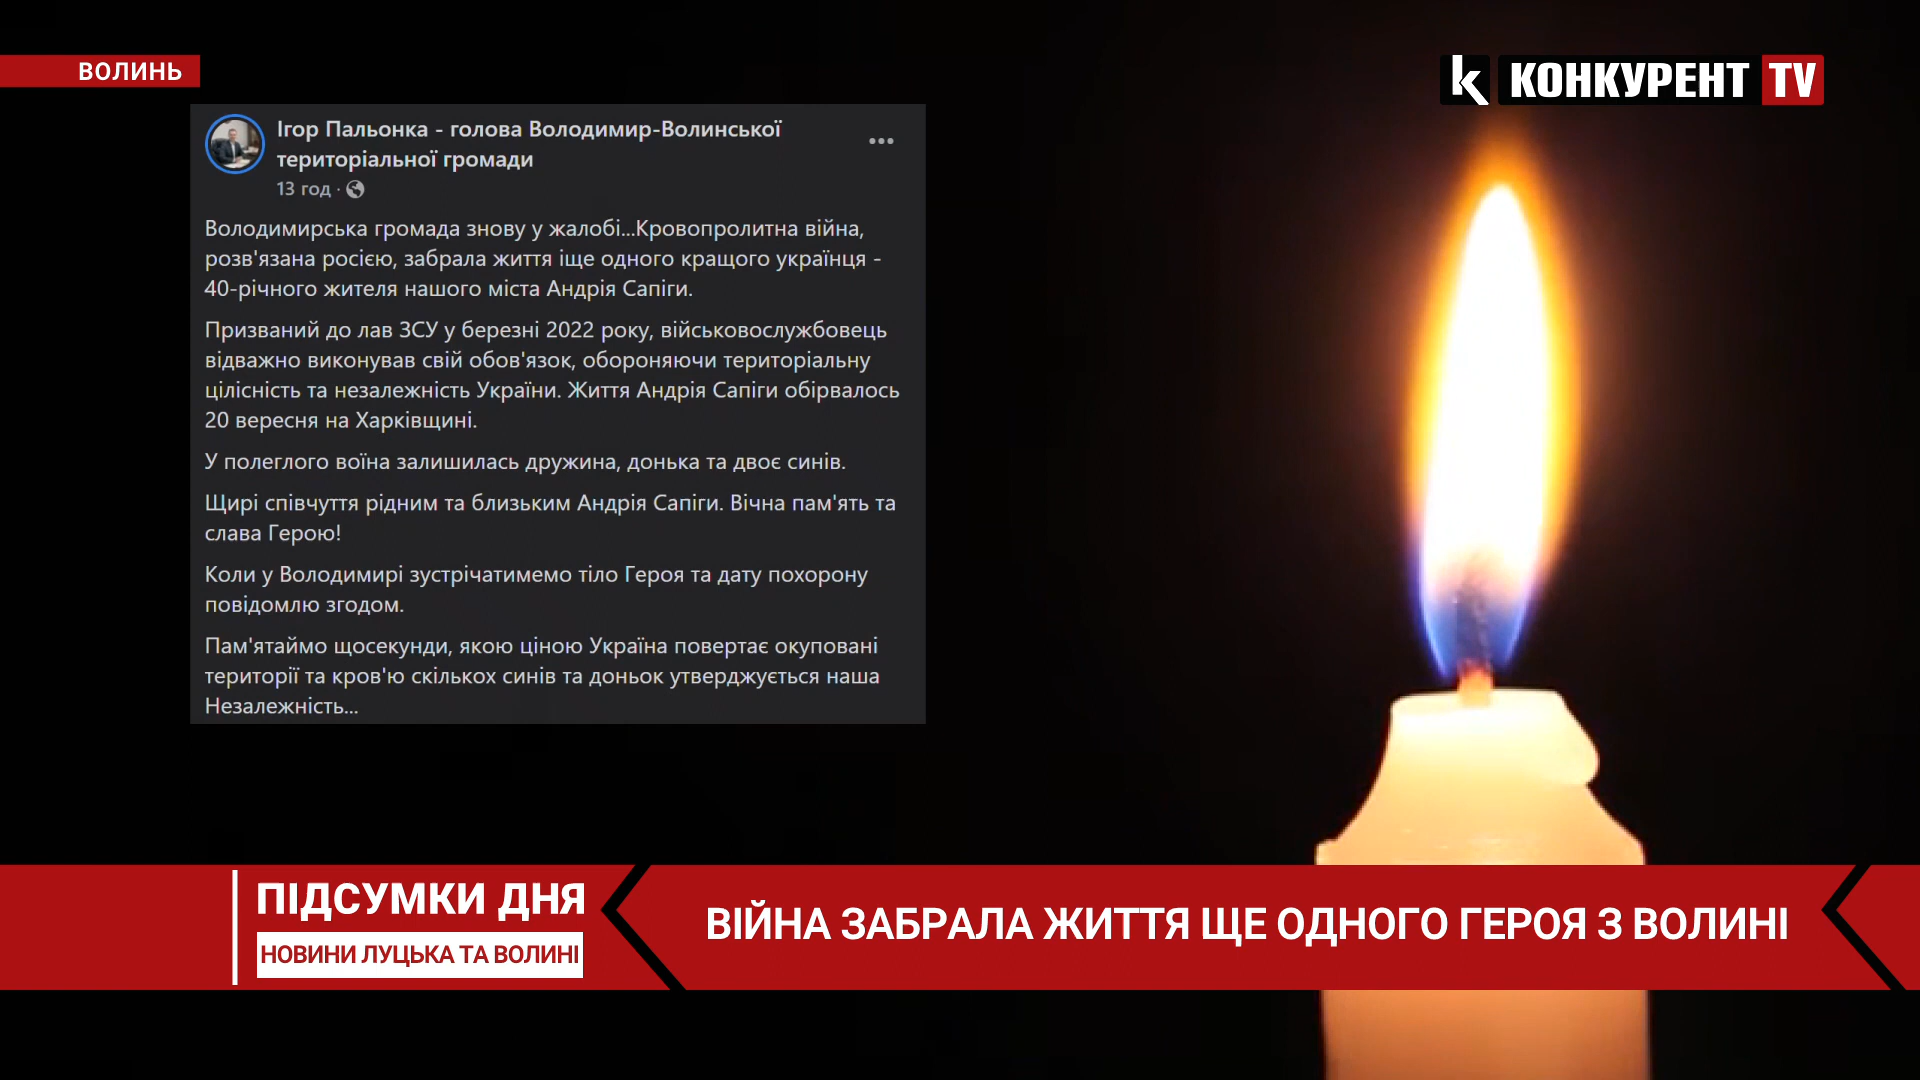 ВОЛИНЬ
k КОНКУРЕНТ TV
Ігор Пальонка - голова Володимир-Волинської
територіальної громади
13 год ·
Володимирська громада знову у жалобі...Кровопролитна війна,
розв'язана росією, забрала життя іще одного кращого українця -
40-річного жителя нашого міста Андрія Сапіги.
Призваний до лав ЗСУ у березні 2022 року, військовослужбовець
відважно виконував свій обов'язок, обороняючи територіальну
цілісність та незалежність України. Життя Андрія Сапіги обірвалось
20 вересня на Харківщині.
У полеглого воїна залишилась дружина, донька та двоє синів.
Щирі співчуття рідним та близьким Андрія Сапіги. Вічна пам'ять та
слава Герою!
Коли у Володимирі зустрічатимемо тіло Героя та дату похорону
повідомлю згодом.
Пам'ятаймо щосекунди, якою ціною Україна повертає окуповані
території та кров'ю скількох синів та доньок утверджується наша
Незалежність...
ПІДСУМКИ ДНЯ
НОВИНИ ЛУЦЬКА ТА ВОЛИНІ
ВІЙНА ЗАБРАЛА ЖИТТЯ ЩЕ ОДНОГО ГЕРОЯ З ВОЛИНІ